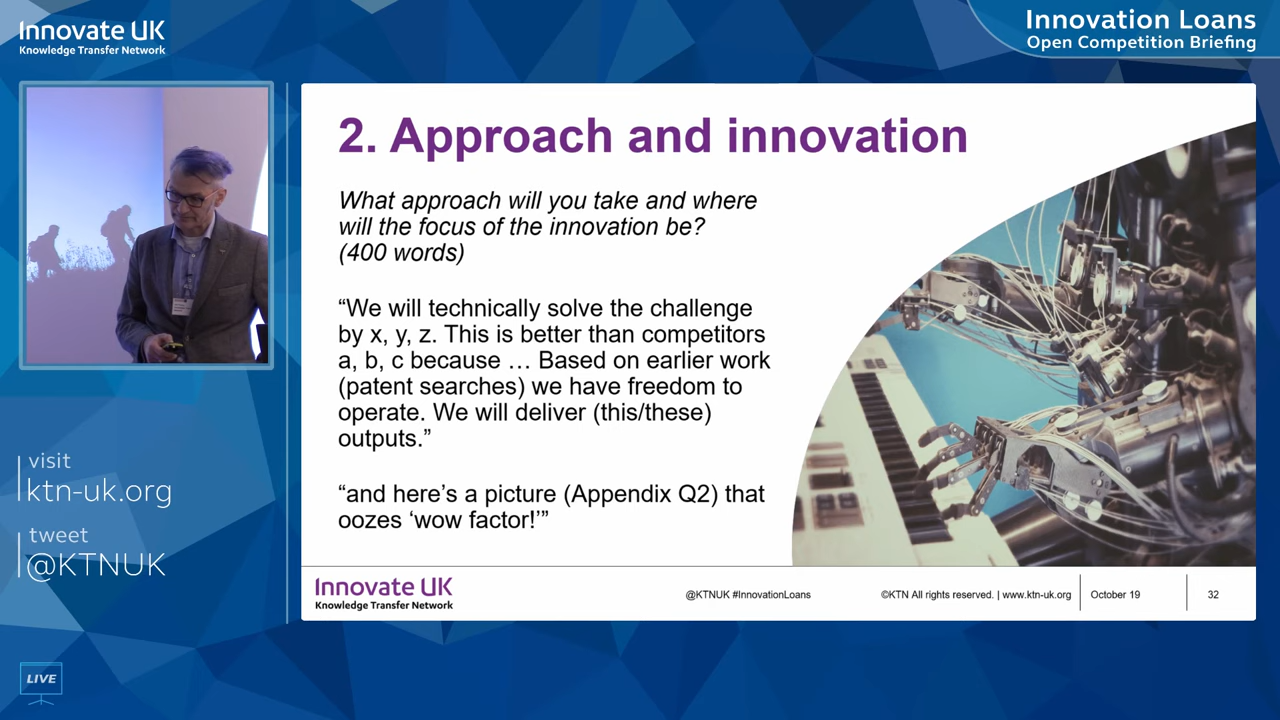 Innovate UK
Knowledge Transfer Network
Innovation Loans
Open Competition Briefing
2. Approach and innovation
What approach will you take and where
will the focus of the innovation be?
(400 words)
“We will technically solve the challenge
by x, y, z. This is better than competitors
a, b, c because … Based on earlier work
(patent searches) we have freedom to
operate. We will deliver (this/these)
outputs.”
“and here’s a picture (Appendix Q2) that
oozes ‘wow factor!’”
visit
ktn-uk.org
tweet
@KTNUK
Innovate UK
Knowledge Transfer Network
@KTNUK #InnovationLoans
©KTN All rights reserved. | www.ktn-uk.org
October 19
32
LIVE